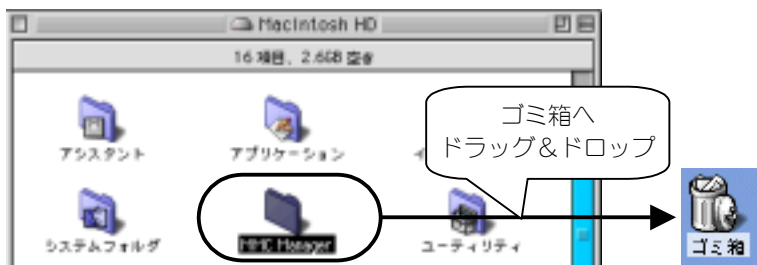 Macintosh HD
16 項目、2.6GB 空き
アシスタント
アプリケーション
ゴミ箱へ
ドラッグ&ドロップ
システムフォルダ
MMC Manager
ユーティリティ
ゴミ箱